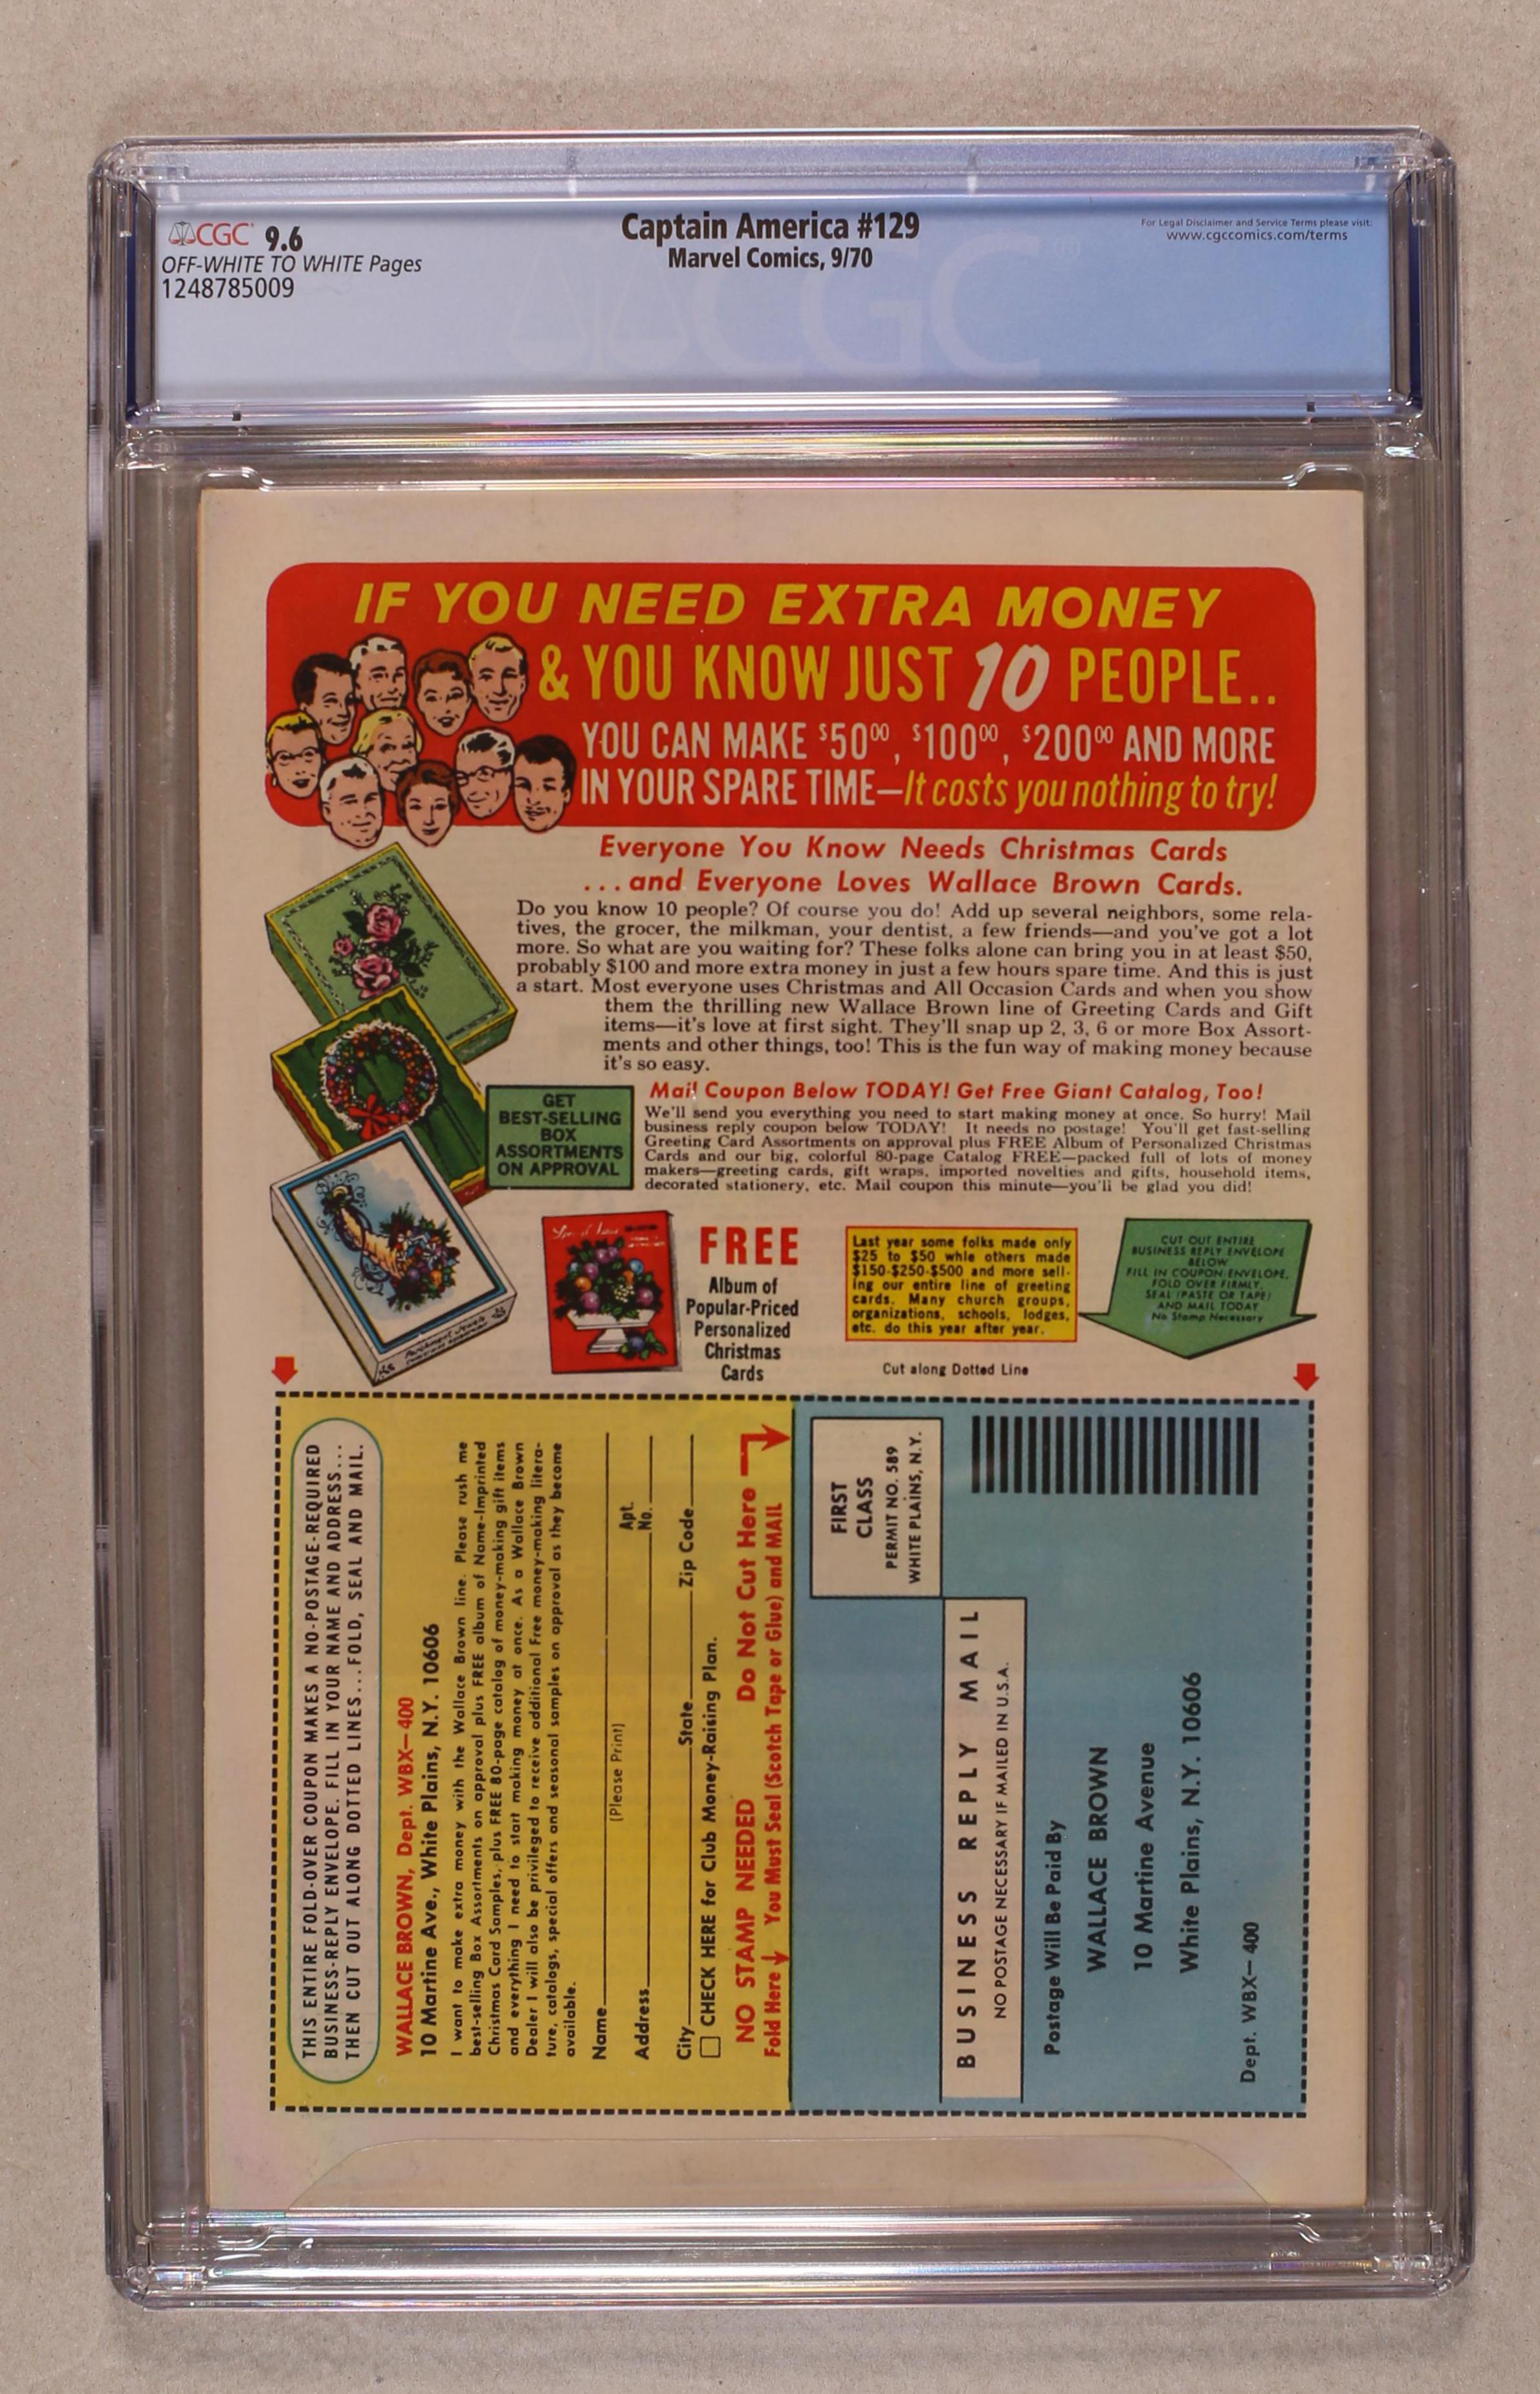 CGC 9.6
OFF-WHITE TO WHITE Pages
1248785009
Captain America #129
Marvel Comics, 9/70
For Legal Disclaimer and Service Terms please visit:
www.cgccomics.com/terms
CGC
IF YOU NEED EXTRA MONEY
& YOU KNOW JUST 10 PEOPLE..
YOU CAN MAKE $5000, $10000, $20000 AND MORE
IN YOUR SPARE TIME—It costs you nothing to try!
Everyone You Know Needs Christmas Cards
...and Everyone Loves Wallace Brown Cards.
Do you know 10 people? Of course you do! Add up several neighbors, some rela-
tives, the grocer, the milkman, your dentist, a few friends—and you've got a lot
more. So what are you waiting for? These folks alone can bring you in at least $50,
probably $100 and more extra money in just a few hours spare time. And this is just
a start. Most everyone uses Christmas and All Occasion Cards and when you show
them the thrilling new Wallace Brown line of Greeting Cards and Gift
items—it's love at first sight. They'll snap up 2, 3, 6 or more Box Assort-
ments and other things, too! This is the fun way of making money because
it's so easy.
GET
BEST-SELLING
BOX
ASSORTMENTS
ON APPROVAL
Mail Coupon Below TODAY! Get Free Giant Catalog, Too!
We'll send you everything you need to start making money at once. So hurry! Mail
business reply coupon below TODAY! It needs no postage! You'll get fast-selling
Greeting Card Assortments on approval plus FREE Album of Personalized Christmas
Cards and our big, colorful 80-page Catalog FREE—packed full of lots of money
makers—greeting cards, gift wraps, imported novelties and gifts, household items,
decorated stationery, etc. Mail coupon this minute—you'll be glad you did!
FREE
Album of
Popular-Priced
Personalized
Christmas
Cards
Last year some folks made only
$25 to $50 whle others made
$150-$250-$500 and more sell-
ing our entire line of greeting
cards. Many church groups,
organizations, schools, lodges,
etc. do this year after year.
CUT OUT ENTIRE
BUSINESS REPLY ENVELOPE
BELOW
FILL IN COUPON-ENVELOPE,
FOLD OVER FIRMLY,
SEAL (PASTE OR TAPE)
AND MAIL TODAY
No Stamp Necessary
Cut along Dotted Line
THIS ENTIRE FOLD-OVER COUPON MAKES A NO-POSTAGE-REQUIRED
BUSINESS-REPLY ENVELOPE. FILL IN YOUR NAME AND ADDRESS...
THEN CUT OUT ALONG DOTTED LINES...FOLD, SEAL AND MAIL.
WALLACE BROWN, Dept. WBX—400
10 Martine Ave., White Plains, N.Y. 10606
I want to make extra money with the Wallace Brown line. Please rush me
best-selling Box Assortments on approval plus FREE album of Name-Imprinted
Christmas Card Samples, plus FREE 80-page catalog of money-making gift items
and everything I need to start making money at once. As a Wallace Brown
Dealer I will also be privileged to receive additional Free money-making litera-
ture, catalogs, special offers and seasonal samples on approval as they become
available.
Name
(Please Print)
Address Apt. No.
City State Zip Code
CHECK HERE for Club Money-Raising Plan.
NO STAMP NEEDED Do Not Cut Here
Fold Here You Must Seal (Scotch Tape or Glue) and MAIL
FIRST
CLASS
PERMIT NO. 589
WHITE PLAINS, N.Y.
BUSINESS REPLY MAIL
NO POSTAGE NECESSARY IF MAILED IN U.S.A.
Postage Will Be Paid By
WALLACE BROWN
10 Martine Avenue
White Plains, N.Y. 10606
Dept. WBX—400